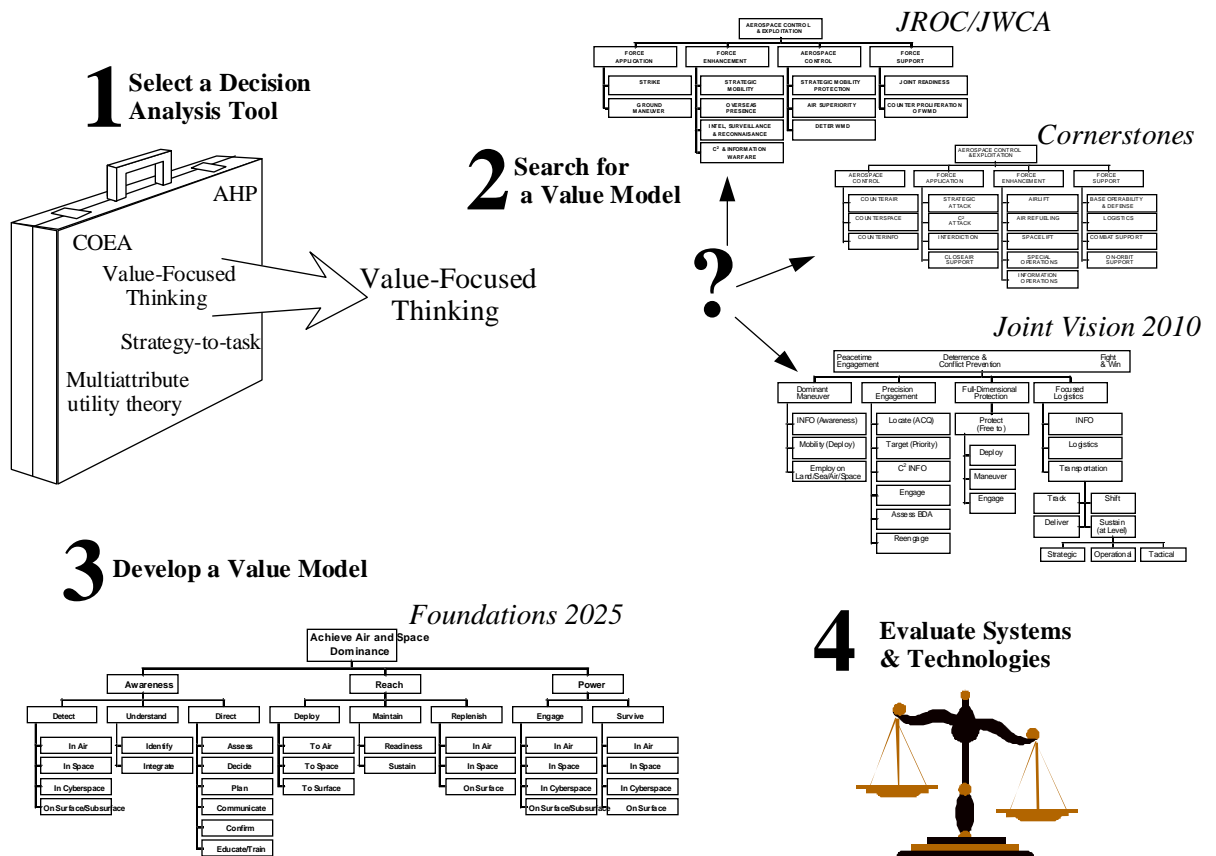 1
Select a Decision
Analysis Tool
AHP
COEA
Value-Focused
Thinking
Strategy-to-task
Multiattribute
utility theory
Value-Focused
Thinking
2
Search for
a Value Model
?
JROC/JWCA
AEROSPACE CONTROL
& EXPLOITATION
FORCE
APPLICATION
STRIKE
GROUND
MANEUVER
FORCE
ENHANCEMENT
STRATEGIC
MOBILITY
OVERSEAS
PRESENCE
INTEL, SURVEILLANCE
& RECONNAISANCE
C² & INFORMATION
WARFARE
AEROSPACE
CONTROL
STRATEGIC MOBILITY
PROTECTION
AIR SUPERIORITY
DETER WMD
FORCE
SUPPORT
JOINT READINESS
COUNTER PROLIFERATION
OF WMD
Cornerstones
AEROSPACE CONTROL
& EXPLOITATION
AEROSPACE
CONTROL
COUNTERAIR
COUNTERSPACE
COUNTERINFO
FORCE
APPLICATION
STRATEGIC
ATTACK
C²
ATTACK
INTERDICTION
CLOSE AIR
SUPPORT
FORCE
ENHANCEMENT
AIRLIFT
AIR REFUELING
SPACELIFT
SPECIAL
OPERATIONS
INFORMATION
OPERATIONS
FORCE
SUPPORT
BASE OPERABILITY
& DEFENSE
LOGISTICS
COMBAT SUPPORT
ON-ORBIT
SUPPORT
Joint Vision 2010
Peacetime
Engagement
Deterrence &
Conflict Prevention
Fight
& Win
Dominant
Maneuver
INFO (Awareness)
Mobility (Deploy)
Employ on
Land/Sea/Air/Space
Precision
Engagement
Locate (ACQ)
Target (Priority)
C² INFO
Engage
Assess BDA
Reengage
Full-Dimensional
Protection
Protect
(Free to)
Deploy
Maneuver
Engage
Focused
Logistics
INFO
Logistics
Transportation
Track
Shift
Deliver
Sustain
(at Level)
Strategic
Operational
Tactical
3
Develop a Value Model
Foundations 2025
Achieve Air and Space
Dominance
Awareness
Detect
In Air
In Space
In Cyberspace
On Surface/Subsurface
Understand
Identify
Integrate
Direct
Assess
Decide
Plan
Communicate
Confirm
Educate/Train
Reach
Deploy
To Air
To Space
To Surface
Maintain
Readiness
Sustain
Replenish
In Air
In Space
On Surface
Power
Engage
In Air
In Space
In Cyberspace
On Surface/Subsurface
Survive
In Air
In Space
In Cyberspace
On Surface
4
Evaluate Systems
& Technologies